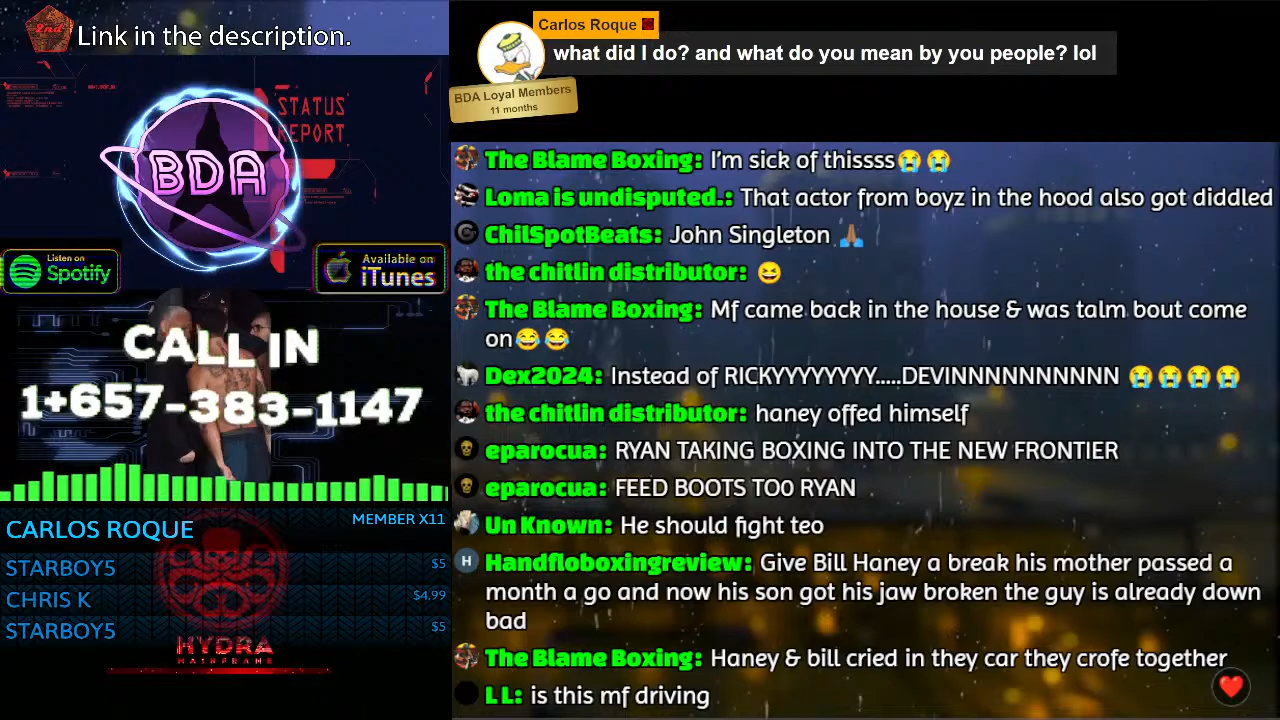 2nd
Link in the description.
STATUS
REPORT
BDA
Listen on
Spotify
Available on
iTunes
CALL IN
1+657-383-1147
CARLOS ROQUE MEMBER X11
STARBOY5 $5
CHRIS K $4,99
STARBOY5 $5
HYDRA
MAINFRAME
Carlos Roque
what did I do? and what do you mean by you people? lol
BDA Loyal Members
11 months
The Blame Boxing: I'm sick of thissss😭😭
Loma is undisputed.: That actor from boyz in the hood also got diddled
ChilSpotBeats: John Singleton 🙏🏾
the chitlin distributor: 😆
The Blame Boxing: Mf came back in the house & was talm bout come
on😂😂
Dex2024: Instead of RICKYYYYYYYY.....DEVINNNNNNNNNN 😭😭😭😭
the chitlin distributor: haney offed himself
eparocua: RYAN TAKING BOXING INTO THE NEW FRONTIER
eparocua: FEED BOOTS TO0 RYAN
Un Known: He should fight teo
H Handfloboxingreview: Give Bill Haney a break his mother passed a
month a go and now his son got his jaw broken the guy is already down
bad
The Blame Boxing: Haney & bill cried in they car they crofe together
L L: is this mf driving